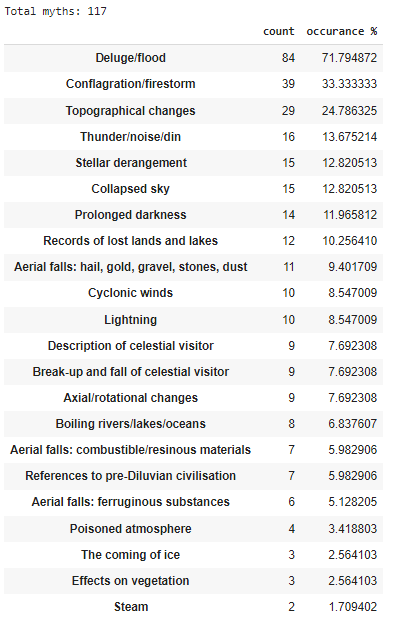 Total myths: 117
count occurance %
Deluge/flood 84 71.794872
Conflagration/firestorm 39 33.333333
Topographical changes 29 24.786325
Thunder/noise/din 16 13.675214
Stellar derangement 15 12.820513
Collapsed sky 15 12.820513
Prolonged darkness 14 11.965812
Records of lost lands and lakes 12 10.256410
Aerial falls: hail, gold, gravel, stones, dust 11 9.401709
Cyclonic winds 10 8.547009
Lightning 10 8.547009
Description of celestial visitor 9 7.692308
Break-up and fall of celestial visitor 9 7.692308
Axial/rotational changes 9 7.692308
Boiling rivers/lakes/oceans 8 6.837607
Aerial falls: combustible/resinous materials 7 5.982906
References to pre-Diluvian civilisation 7 5.982906
Aerial falls: ferruginous substances 6 5.128205
Poisoned atmosphere 4 3.418803
The coming of ice 3 2.564103
Effects on vegetation 3 2.564103
Steam 2 1.709402